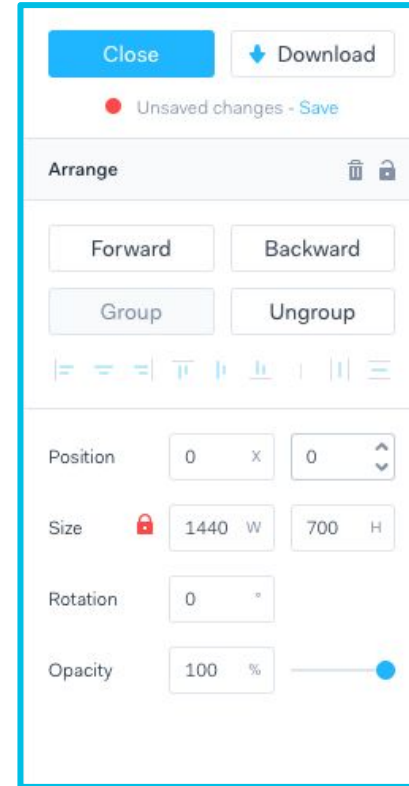 Close Download
Unsaved changes - Save
Arrange
Forward Backward
Group Ungroup
Position 0 X 0
Size 1440 W 700 H
Rotation 0 °
Opacity 100 %